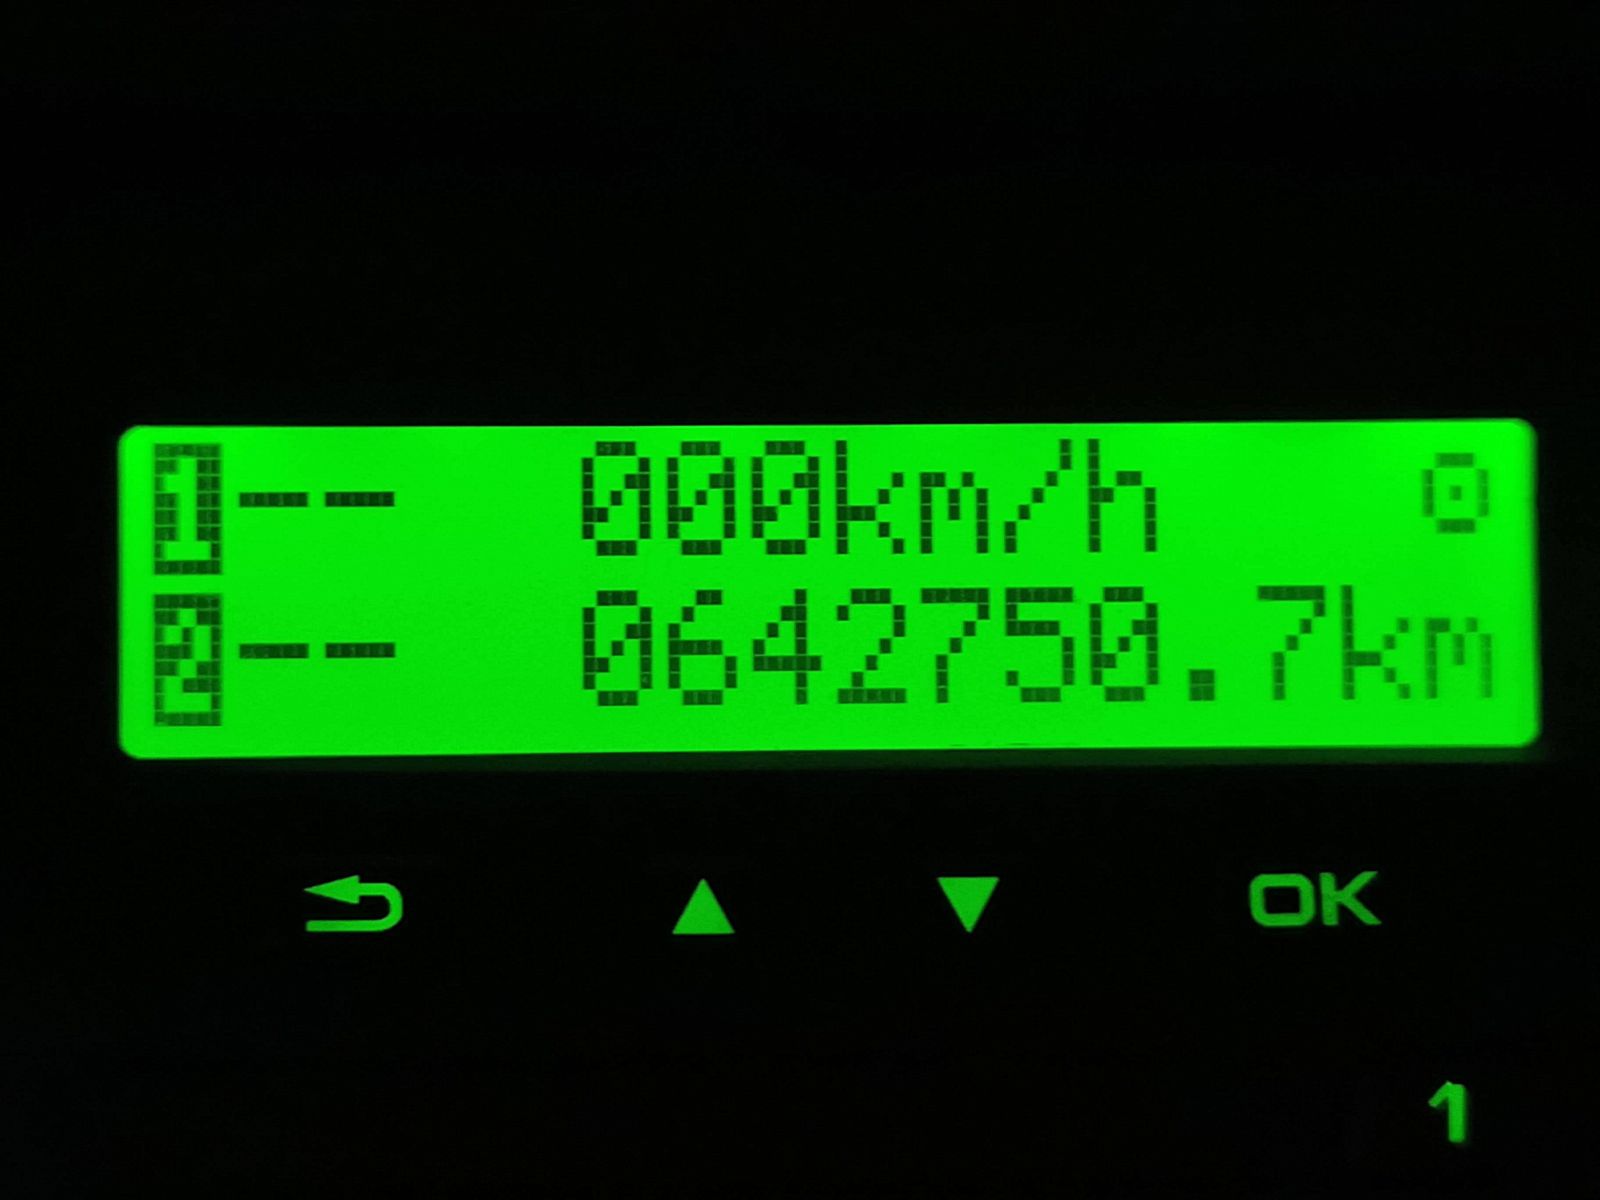 1-- 000km/h ⊙
2-- 0642750.7km
OK
1